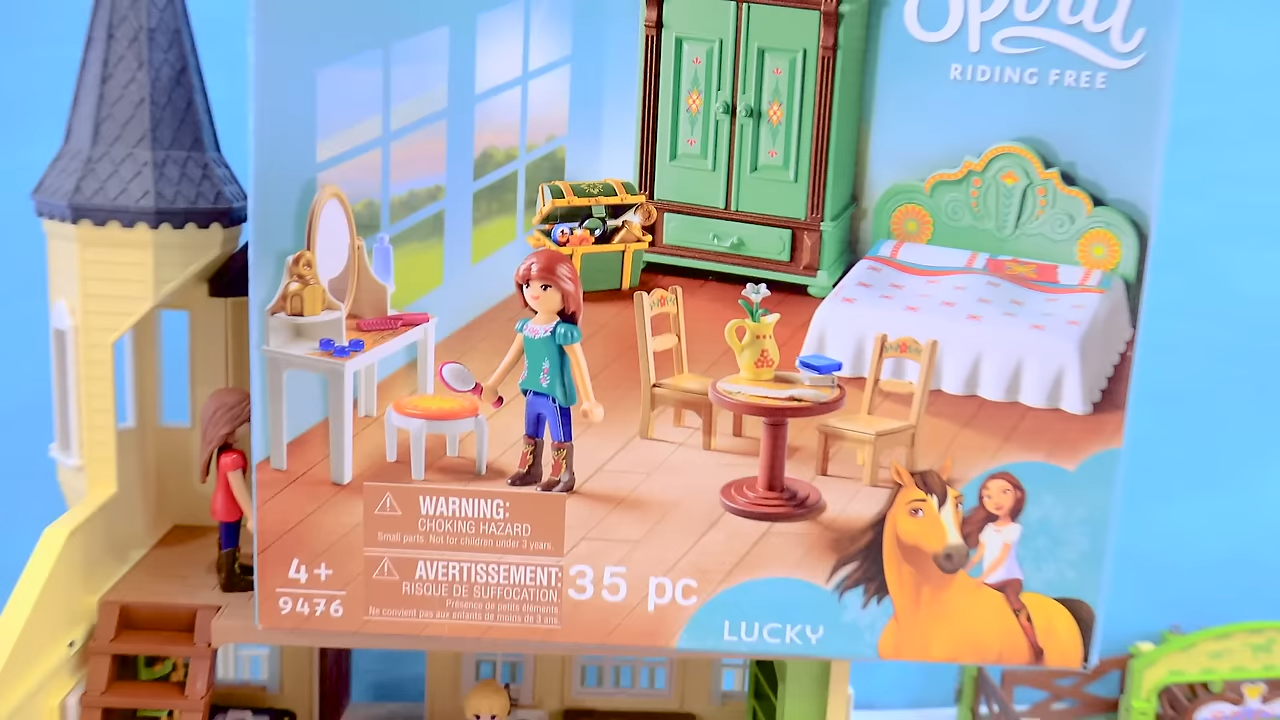 Spirit
RIDING FREE
WARNING:
CHOKING HAZARD
Small parts. Not for children under 3 years.
AVERTISSEMENT:
RISQUE DE SUFFOCATION.
Présence de petits éléments.
Ne convient pas aux enfants de moins de 3 ans.
4+
9476
35 pc
LUCKY